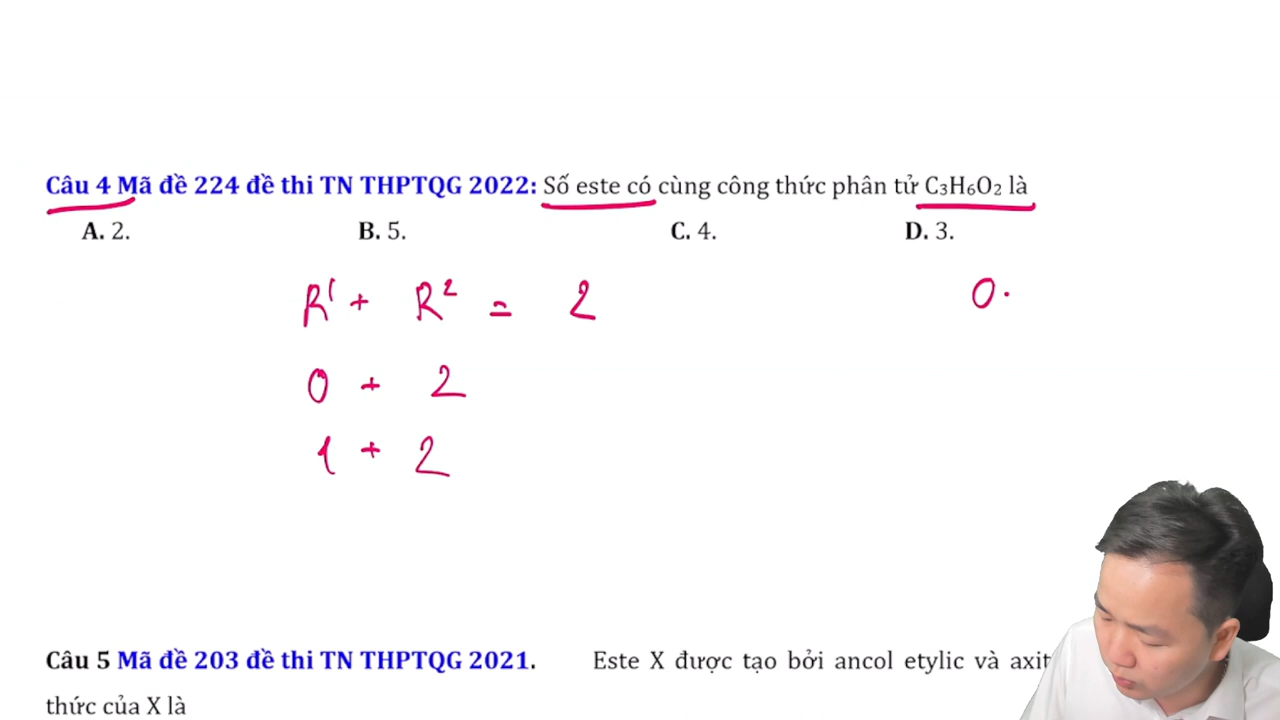 Câu 4 Mã đề 224 đề thi TN THPTQG 2022: Số este có cùng công thức phân tử C₃H₆O₂ là
A. 2. B. 5. C. 4. D. 3.
R¹ + R² = 2 0.
0 + 2
1 + 2
Câu 5 Mã đề 203 đề thi TN THPTQG 2021. Este X được tạo bởi ancol etylic và axit
thức của X là